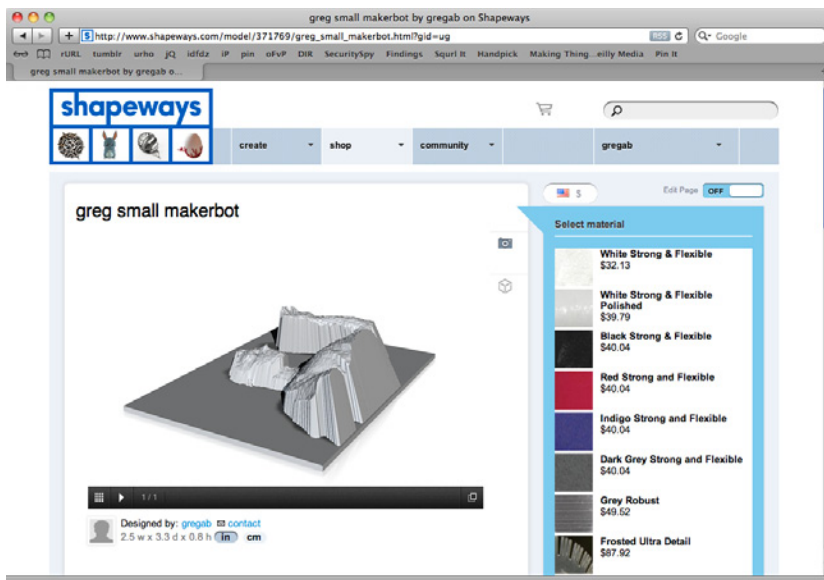 greg small makerbot by gregab on Shapeways
http://www.shapeways.com/model/371769/greg_small_makerbot.html?gid=ug
RSS
Google
rURL tumblr urho jQ idfdz iP pin oFvP DIR SecuritySpy Findings Squrl It Handpick Making Thing...eilly Media Pin It
greg small makerbot by gregab o...
shapeways
create shop community gregab
$ Edit Page OFF
greg small makerbot
Select material
White Strong & Flexible
$32.13
White Strong & Flexible
Polished
$39.79
Black Strong & Flexible
$40.04
Red Strong and Flexible
$40.04
Indigo Strong and Flexible
$40.04
Dark Grey Strong and Flexible
$40.04
Grey Robust
$49.52
Frosted Ultra Detail
$87.92
1/1
Designed by: gregab contact
2.5 w x 3.3 d x 0.8 h in cm